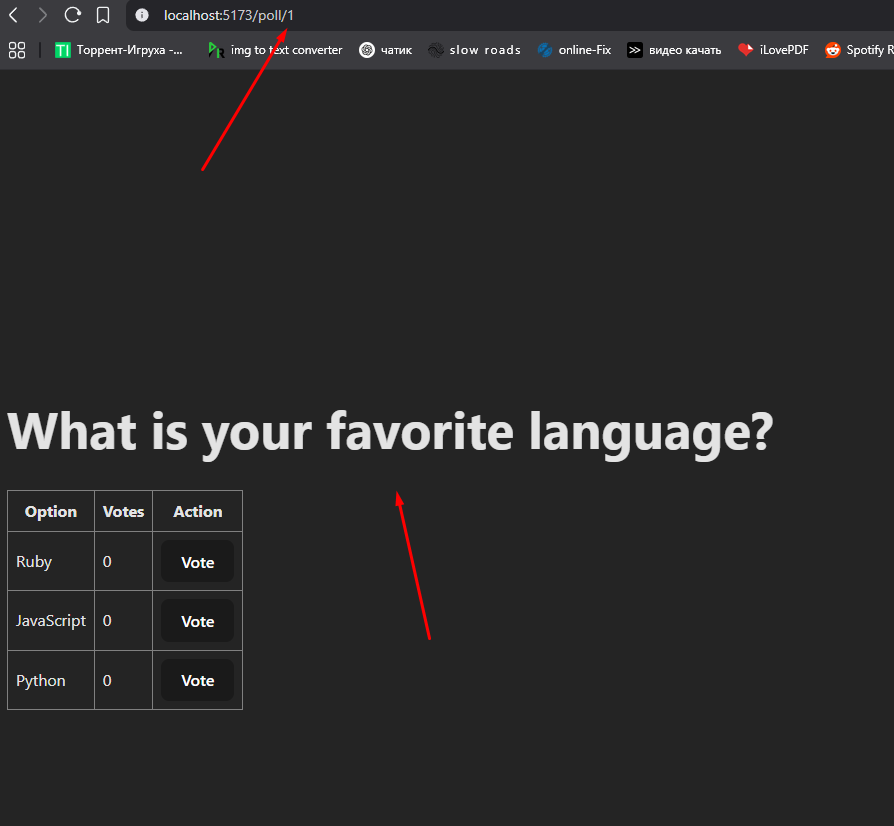 localhost:5173/poll/1
TI Торрент-Игруха -... img to text converter чатик slow roads online-Fix >> видео качать iLovePDF Spotify R
What is your favorite language?
Option Votes Action
Ruby 0 Vote
JavaScript 0 Vote
Python 0 Vote